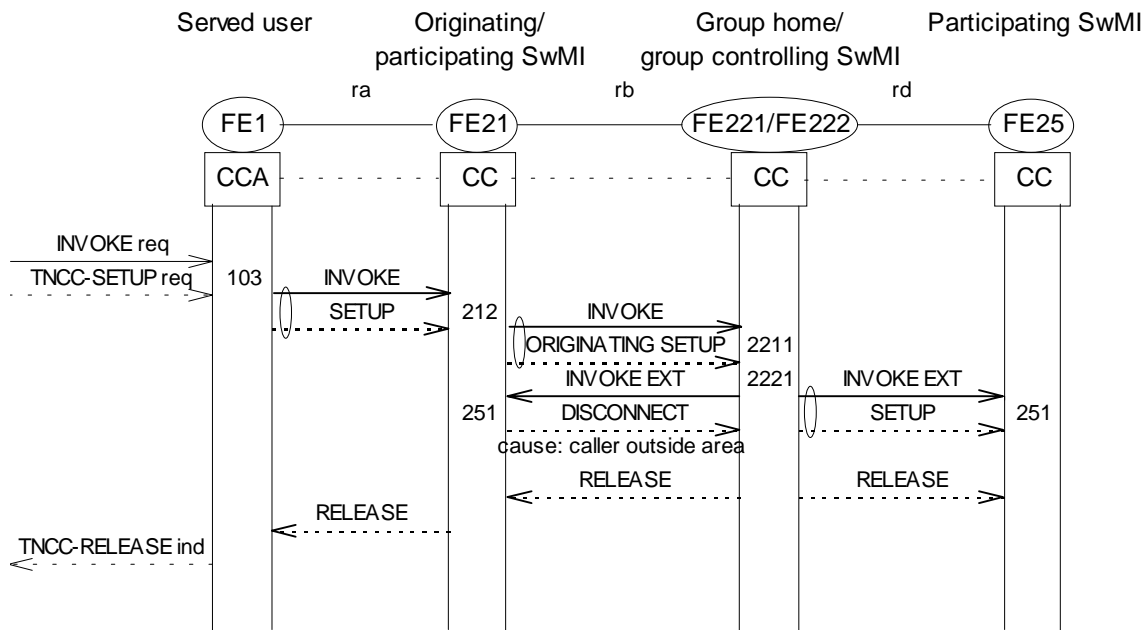 Served user
Originating/
participating SwMI
Group home/
group controlling SwMI
Participating SwMI
ra
rb
rd
FE1
FE21
FE221/FE222
FE25
CCA
CC
CC
CC
INVOKE req
TNCC-SETUP req
103
INVOKE
SETUP
212
INVOKE
ORIGINATING SETUP
2211
INVOKE EXT
2221
INVOKE EXT
251
DISCONNECT
SETUP
251
cause: caller outside area
RELEASE
RELEASE
RELEASE
TNCC-RELEASE ind